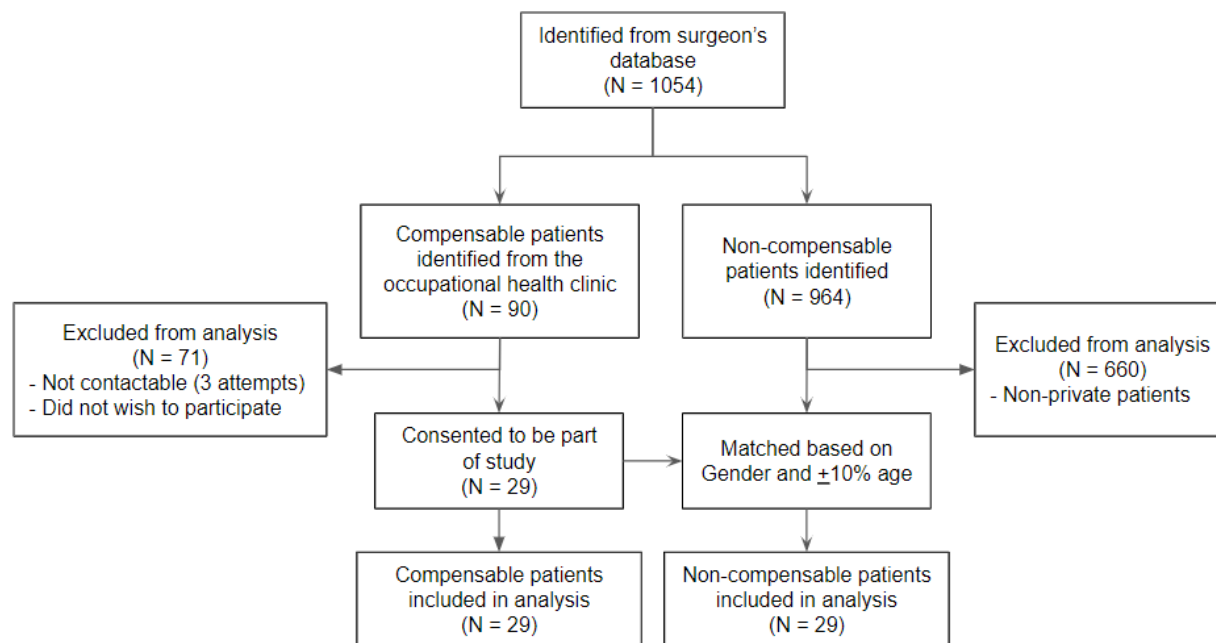 Identified from surgeon's
database
(N = 1054)
Compensable patients
identified from the
occupational health clinic
(N = 90)
Non-compensable
patients identified
(N = 964)
Excluded from analysis
(N = 71)
- Not contactable (3 attempts)
- Did not wish to participate
Excluded from analysis
(N = 660)
- Non-private patients
Consented to be part
of study
(N = 29)
Matched based on
Gender and ±10% age
Compensable patients
included in analysis
(N = 29)
Non-compensable patients
included in analysis
(N = 29)